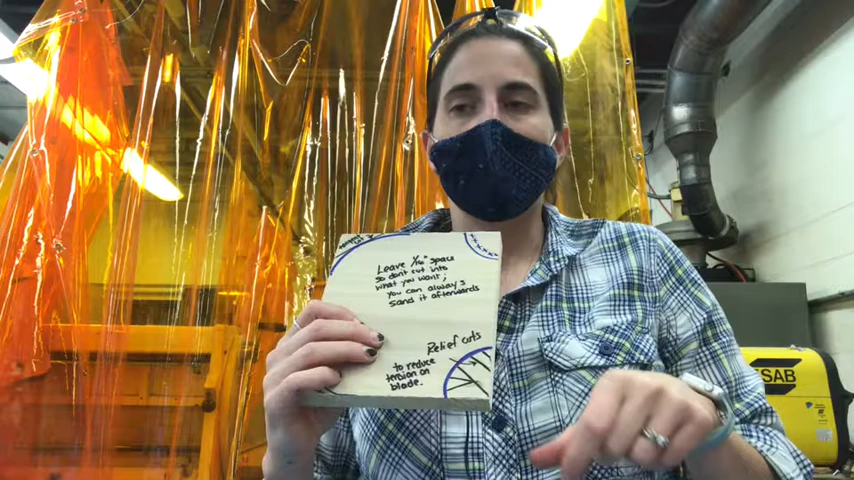 Leave 1/16" space
so don't cut into
what you want;
you can always
sand it afterwards
Relief cuts
to reduce
tension on
blade.
ESAB